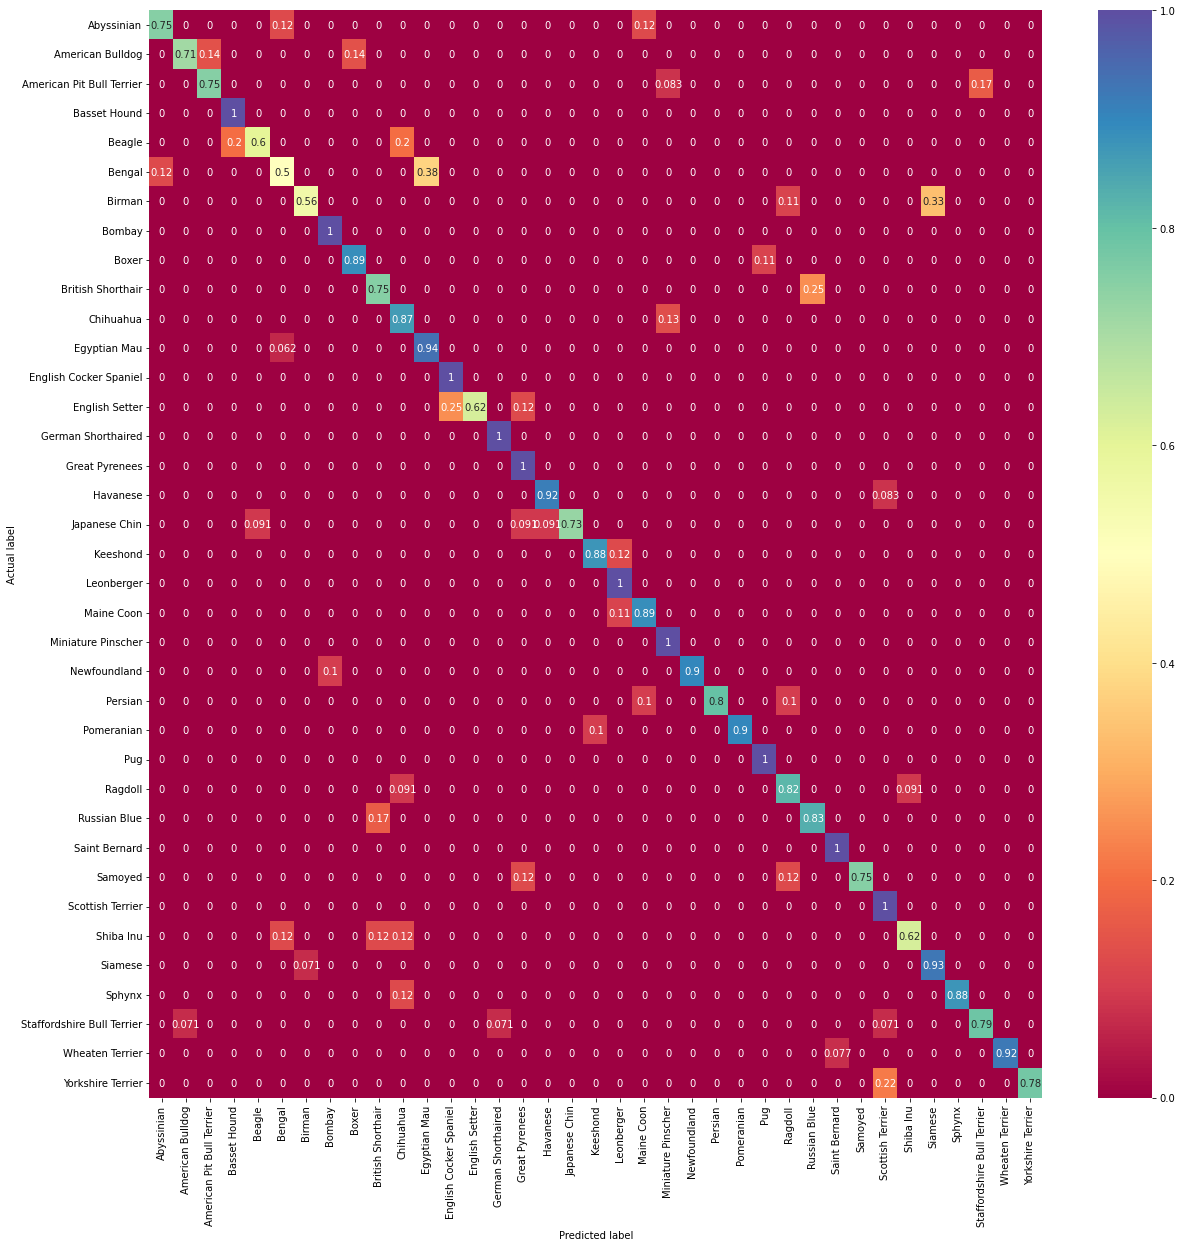 Abyssinian 0.75 0 0 0 0 0.12 0 0 0 0 0 0 0 0 0 0 0 0 0 0 0.12 0 0 0 0 0 0 0 0 0 0 0 0 0 0 0 0 1.0
American Bulldog 0 0.71 0.14 0 0 0 0 0 0.14 0 0 0 0 0 0 0 0 0 0 0 0 0 0 0 0 0 0 0 0 0 0 0 0 0 0 0 0
American Pit Bull Terrier 0 0 0.75 0 0 0 0 0 0 0 0 0 0 0 0 0 0 0 0 0 0 0.083 0 0 0 0 0 0 0 0 0 0 0 0 0.17 0 0
Basset Hound 0 0 0 1 0 0 0 0 0 0 0 0 0 0 0 0 0 0 0 0 0 0 0 0 0 0 0 0 0 0 0 0 0 0 0 0 0
Beagle 0 0 0 0.2 0.6 0 0 0 0 0 0.2 0 0 0 0 0 0 0 0 0 0 0 0 0 0 0 0 0 0 0 0 0 0 0 0 0 0
Bengal 0.12 0 0 0 0 0.5 0 0 0 0 0 0.38 0 0 0 0 0 0 0 0 0 0 0 0 0 0 0 0 0 0 0 0 0 0 0 0 0
Birman 0 0 0 0 0 0 0.56 0 0 0 0 0 0 0 0 0 0 0 0 0 0 0 0 0 0 0 0.11 0 0 0 0 0 0.33 0 0 0 0
Bombay 0 0 0 0 0 0 0 1 0 0 0 0 0 0 0 0 0 0 0 0 0 0 0 0 0 0 0 0 0 0 0 0 0 0 0 0 0
0.8
Boxer 0 0 0 0 0 0 0 0 0.89 0 0 0 0 0 0 0 0 0 0 0 0 0 0 0 0 0.11 0 0 0 0 0 0 0 0 0 0 0
British Shorthair 0 0 0 0 0 0 0 0 0 0.75 0 0 0 0 0 0 0 0 0 0 0 0 0 0 0 0 0 0.25 0 0 0 0 0 0 0 0 0
Chihuahua 0 0 0 0 0 0 0 0 0 0 0.87 0 0 0 0 0 0 0 0 0 0 0.13 0 0 0 0 0 0 0 0 0 0 0 0 0 0 0
Egyptian Mau 0 0 0 0 0 0.062 0 0 0 0 0 0.94 0 0 0 0 0 0 0 0 0 0 0 0 0 0 0 0 0 0 0 0 0 0 0 0 0
English Cocker Spaniel 0 0 0 0 0 0 0 0 0 0 0 0 1 0 0 0 0 0 0 0 0 0 0 0 0 0 0 0 0 0 0 0 0 0 0 0 0
English Setter 0 0 0 0 0 0 0 0 0 0 0 0 0.25 0.62 0 0.12 0 0 0 0 0 0 0 0 0 0 0 0 0 0 0 0 0 0 0 0 0
German Shorthaired 0 0 0 0 0 0 0 0 0 0 0 0 0 0 1 0 0 0 0 0 0 0 0 0 0 0 0 0 0 0 0 0 0 0 0 0 0
0.6
Great Pyrenees 0 0 0 0 0 0 0 0 0 0 0 0 0 0 0 1 0 0 0 0 0 0 0 0 0 0 0 0 0 0 0 0 0 0 0 0 0
Havanese 0 0 0 0 0 0 0 0 0 0 0 0 0 0 0 0 0.92 0 0 0 0 0 0 0 0 0 0 0 0 0 0.083 0 0 0 0 0 0
Japanese Chin 0 0 0 0 0.091 0 0 0 0 0 0 0 0 0 0 0.091 0.091 0.73 0 0 0 0 0 0 0 0 0 0 0 0 0 0 0 0 0 0 0
Actual label
Keeshond 0 0 0 0 0 0 0 0 0 0 0 0 0 0 0 0 0 0 0.88 0.12 0 0 0 0 0 0 0 0 0 0 0 0 0 0 0 0 0
Leonberger 0 0 0 0 0 0 0 0 0 0 0 0 0 0 0 0 0 0 0 1 0 0 0 0 0 0 0 0 0 0 0 0 0 0 0 0 0
Maine Coon 0 0 0 0 0 0 0 0 0 0 0 0 0 0 0 0 0 0 0 0.11 0.89 0 0 0 0 0 0 0 0 0 0 0 0 0 0 0 0
Miniature Pinscher 0 0 0 0 0 0 0 0 0 0 0 0 0 0 0 0 0 0 0 0 0 1 0 0 0 0 0 0 0 0 0 0 0 0 0 0 0
0.4
Newfoundland 0 0 0 0 0 0 0 0.1 0 0 0 0 0 0 0 0 0 0 0 0 0 0 0.9 0 0 0 0 0 0 0 0 0 0 0 0 0 0
Persian 0 0 0 0 0 0 0 0 0 0 0 0 0 0 0 0 0 0 0 0 0.1 0 0 0.8 0 0 0.1 0 0 0 0 0 0 0 0 0 0
Pomeranian 0 0 0 0 0 0 0 0 0 0 0 0 0 0 0 0 0 0 0.1 0 0 0 0 0 0.9 0 0 0 0 0 0 0 0 0 0 0 0
Pug 0 0 0 0 0 0 0 0 0 0 0 0 0 0 0 0 0 0 0 0 0 0 0 0 0 1 0 0 0 0 0 0 0 0 0 0 0
Ragdoll 0 0 0 0 0 0 0 0 0 0 0.091 0 0 0 0 0 0 0 0 0 0 0 0 0 0 0 0.82 0 0 0 0 0.091 0 0 0 0 0
Russian Blue 0 0 0 0 0 0 0 0 0 0.17 0 0 0 0 0 0 0 0 0 0 0 0 0 0 0 0 0 0.83 0 0 0 0 0 0 0 0 0
Saint Bernard 0 0 0 0 0 0 0 0 0 0 0 0 0 0 0 0 0 0 0 0 0 0 0 0 0 0 0 0 1 0 0 0 0 0 0 0 0
Samoyed 0 0 0 0 0 0 0 0 0 0 0 0 0 0 0 0.12 0 0 0 0 0 0 0 0 0 0 0.12 0 0 0.75 0 0 0 0 0 0 0
0.2
Scottish Terrier 0 0 0 0 0 0 0 0 0 0 0 0 0 0 0 0 0 0 0 0 0 0 0 0 0 0 0 0 0 0 1 0 0 0 0 0 0
Shiba Inu 0 0 0 0 0 0.12 0 0 0 0.12 0.12 0 0 0 0 0 0 0 0 0 0 0 0 0 0 0 0 0 0 0 0 0.62 0 0 0 0 0
Siamese 0 0 0 0 0 0 0.071 0 0 0 0 0 0 0 0 0 0 0 0 0 0 0 0 0 0 0 0 0 0 0 0 0 0.93 0 0 0 0
Sphynx 0 0 0 0 0 0 0 0 0 0 0.12 0 0 0 0 0 0 0 0 0 0 0 0 0 0 0 0 0 0 0 0 0 0 0.88 0 0 0
Staffordshire Bull Terrier 0 0.071 0 0 0 0 0 0 0 0 0 0 0 0 0.071 0 0 0 0 0 0 0 0 0 0 0 0 0 0 0 0.071 0 0 0 0.79 0 0
Wheaten Terrier 0 0 0 0 0 0 0 0 0 0 0 0 0 0 0 0 0 0 0 0 0 0 0 0 0 0 0 0 0.077 0 0 0 0 0 0 0.92 0
Yorkshire Terrier 0 0 0 0 0 0 0 0 0 0 0 0 0 0 0 0 0 0 0 0 0 0 0 0 0 0 0 0 0 0 0.22 0 0 0 0 0 0.78
0.0
Abyssinian
American Bulldog
American Pit Bull Terrier
Basset Hound
Beagle
Bengal
Birman
Bombay
Boxer
British Shorthair
Chihuahua
Egyptian Mau
English Cocker Spaniel
English Setter
German Shorthaired
Great Pyrenees
Havanese
Japanese Chin
Keeshond
Leonberger
Maine Coon
Miniature Pinscher
Newfoundland
Persian
Pomeranian
Pug
Ragdoll
Russian Blue
Saint Bernard
Samoyed
Scottish Terrier
Shiba Inu
Siamese
Sphynx
Staffordshire Bull Terrier
Wheaten Terrier
Yorkshire Terrier
Predicted label